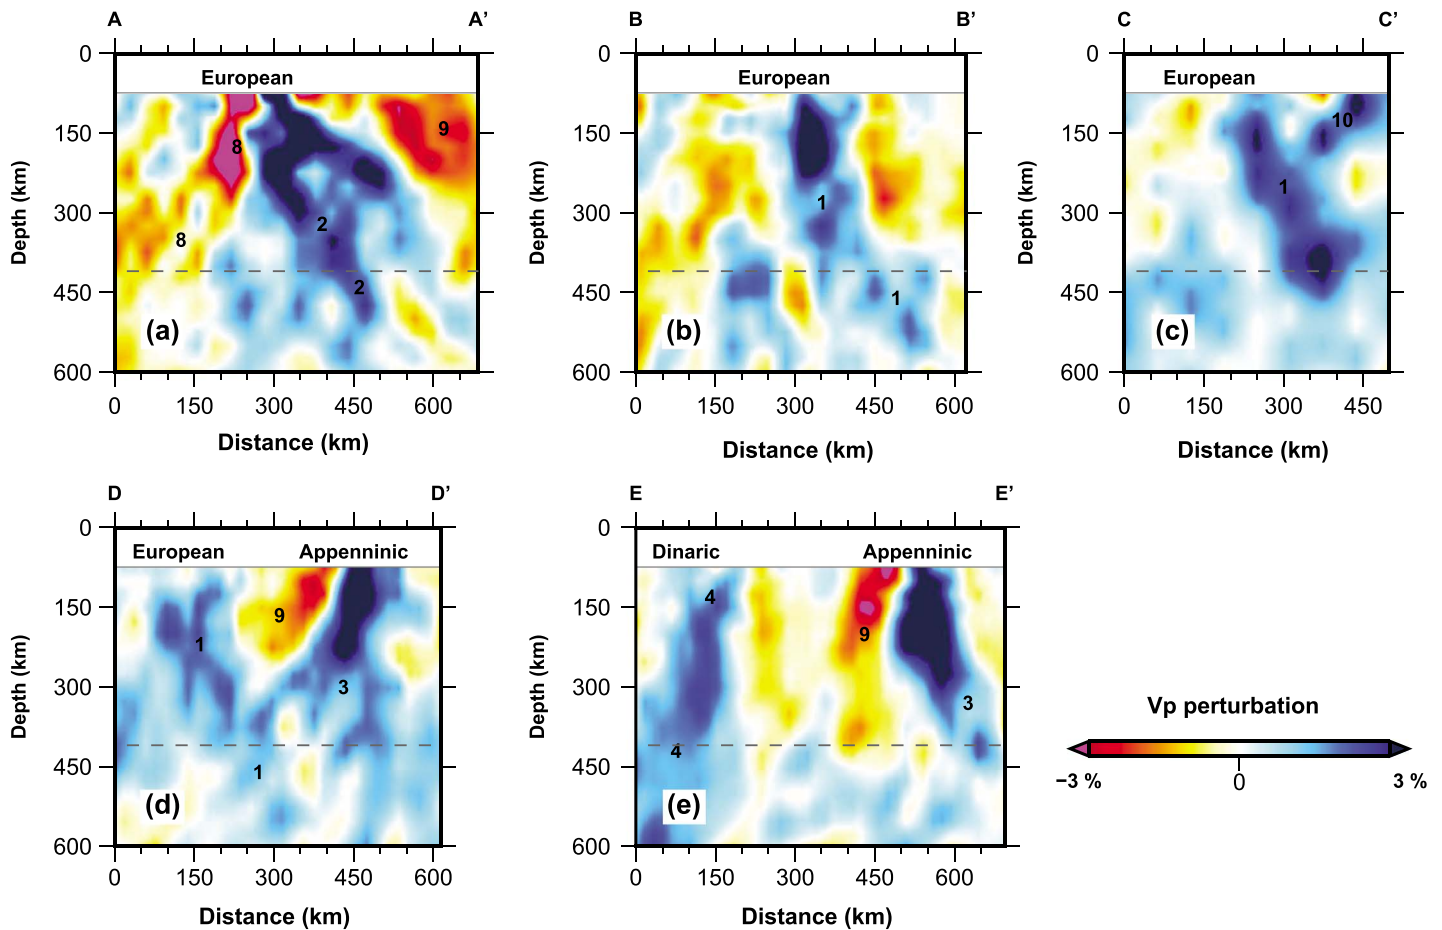 A A’ B B’ C C’
European European European
0 0 0
150 150 150
300 300 300
450 450 450
600 600 600
Depth (km) Depth (km) Depth (km)
8 9 8 2 2
1 1
10 1
(a) (b) (c)
0 150 300 450 600 0 150 300 450 600 0 150 300 450
Distance (km) Distance (km) Distance (km)
D D’ E E’
European Appenninic Dinaric Appenninic
0 0
150 150
300 300
450 450
600 600
Depth (km) Depth (km)
9 1 3 1
4 9 3 4
(d) (e)
0 150 300 450 600 0 150 300 450 600
Distance (km) Distance (km)
Vp perturbation
−3 % 0 3 %